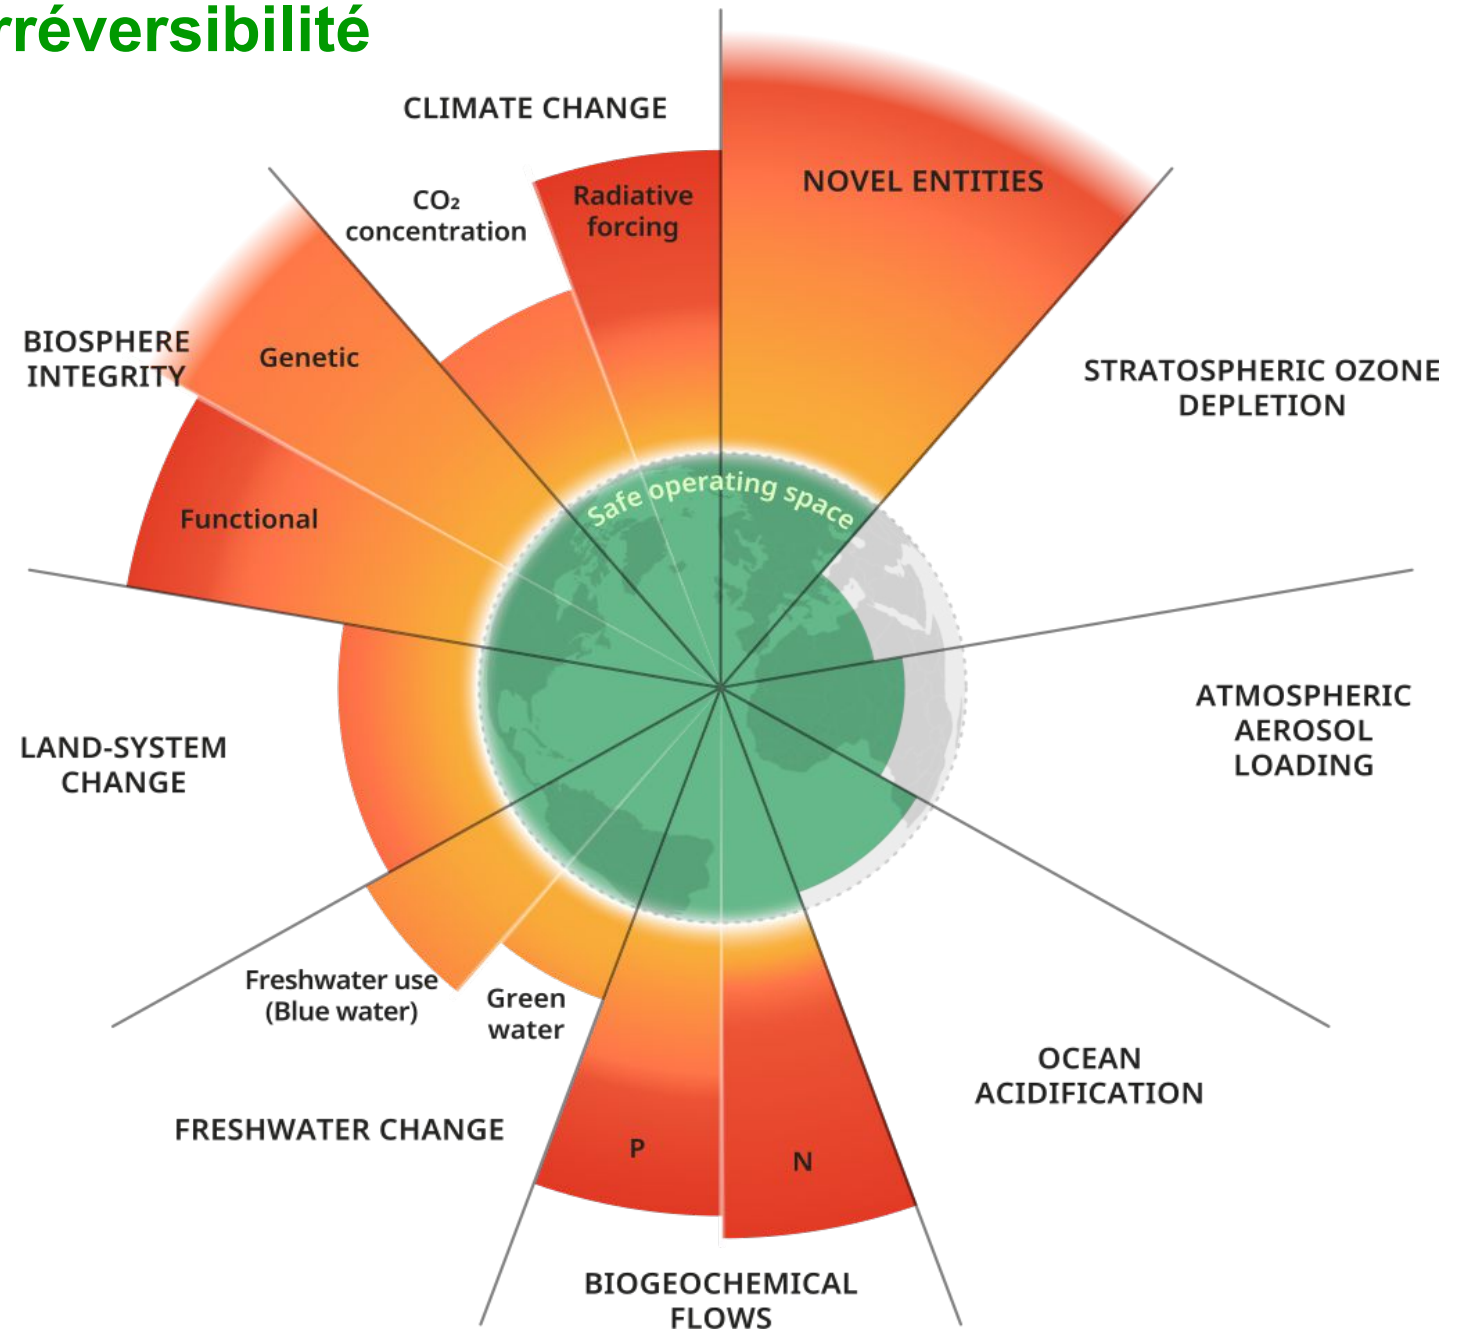 rréversibilité
CLIMATE CHANGE
CO₂
concentration
Radiative
forcing
NOVEL ENTITIES
STRATOSPHERIC OZONE
DEPLETION
BIOSPHERE
INTEGRITY
Genetic
Functional
Safe operating space
ATMOSPHERIC
AEROSOL
LOADING
LAND-SYSTEM
CHANGE
Freshwater use
(Blue water)
Green
water
OCEAN
ACIDIFICATION
FRESHWATER CHANGE
P
N
BIOGEOCHEMICAL
FLOWS